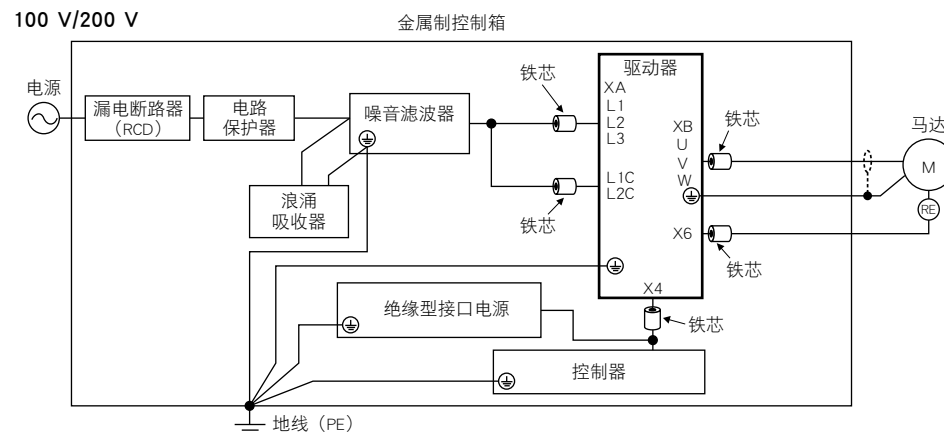 100 V/200 V
金属制控制箱
电源
漏电断路器
（RCD）
电路
保护器
噪音滤波器
浪涌
吸收器
铁芯
铁芯
驱动器
XA
L1
L2
L3
L1C
L2C
XB
U
V
W
X6
X4
铁芯
铁芯
铁芯
马达
M
RE
绝缘型接口电源
控制器
地线（PE）